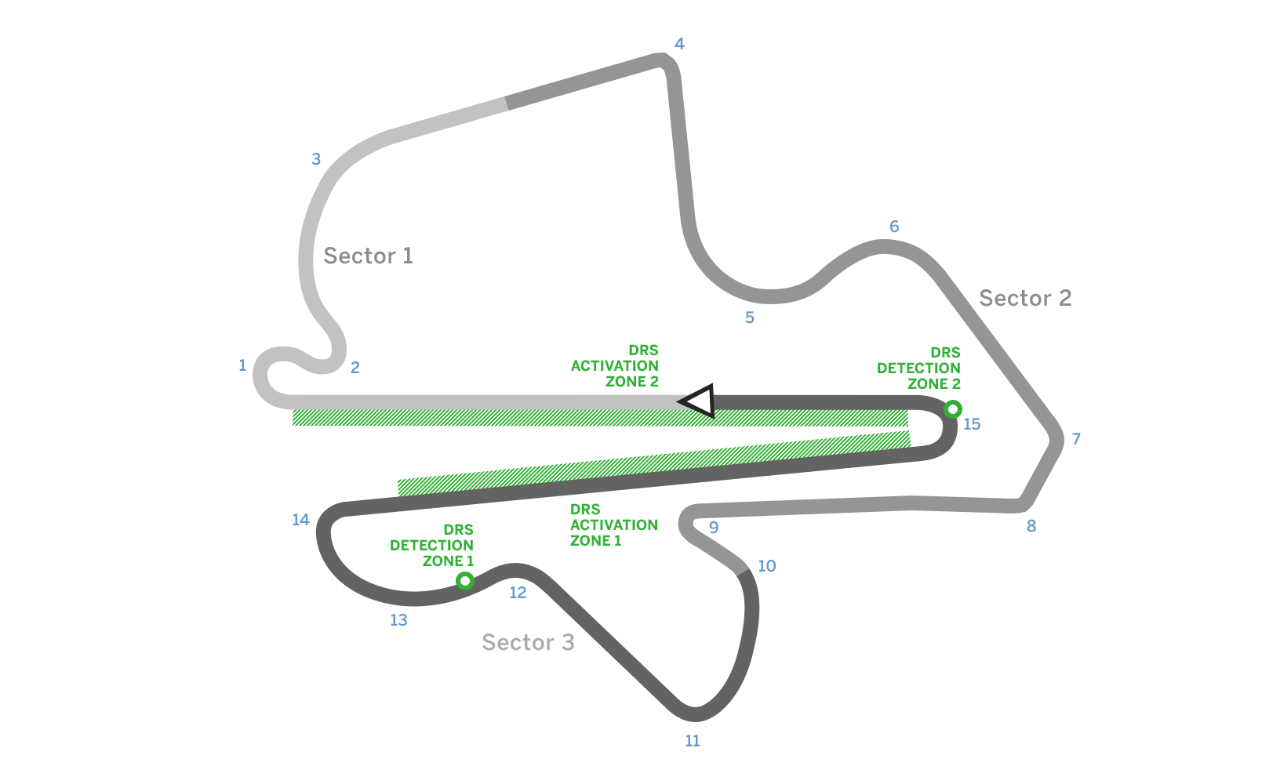 4
3
6
Sector 1
Sector 2
5
DRS
ACTIVATION
ZONE 2
DRS
DETECTION
ZONE 2
1
2
15
7
14
DRS
DETECTION
ZONE 1
DRS
ACTIVATION
ZONE 1
9
8
10
12
13
Sector 3
11